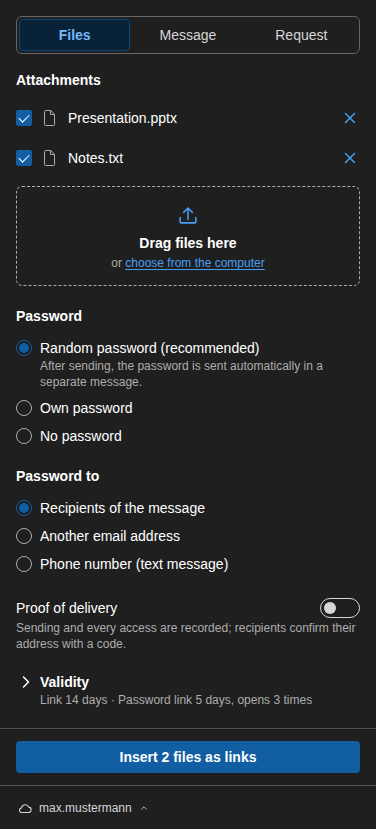 Files Message Request
Attachments
Presentation.pptx
Notes.txt
Drag files here
or choose from the computer
Password
Random password (recommended)
After sending, the password is sent automatically in a
separate message.
Own password
No password
Password to
Recipients of the message
Another email address
Phone number (text message)
Proof of delivery
Sending and every access are recorded; recipients confirm their
address with a code.
Validity
Link 14 days · Password link 5 days, opens 3 times
Insert 2 files as links
max.mustermann